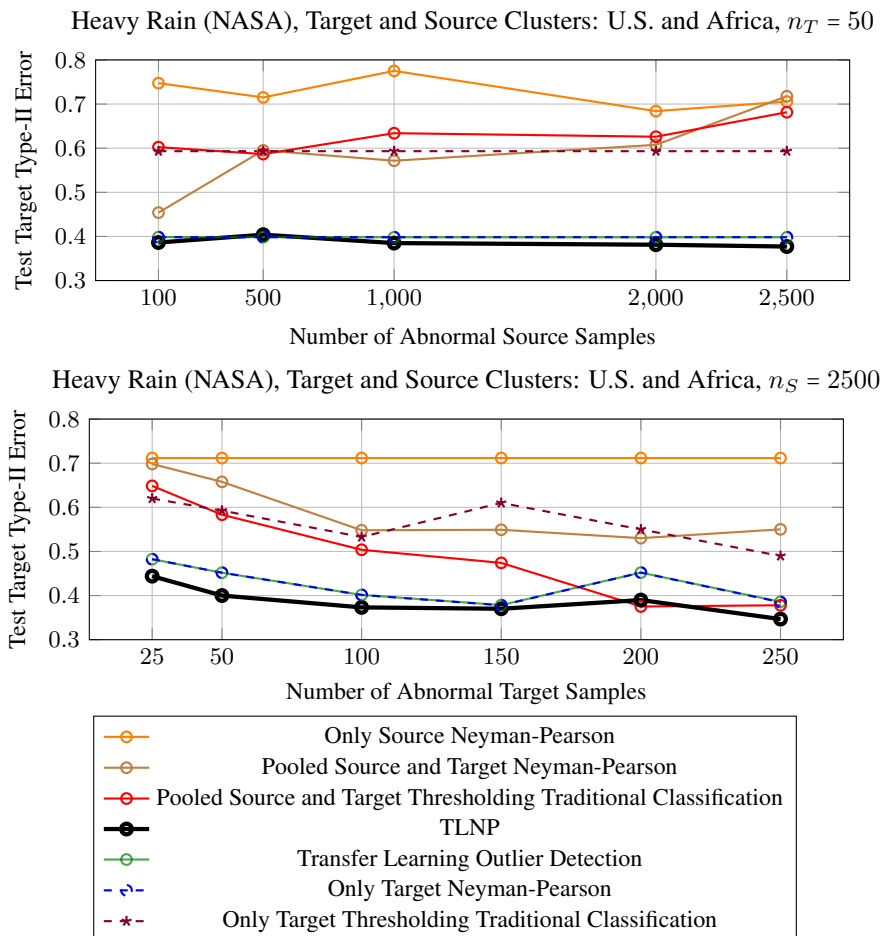 Heavy Rain (NASA), Target and Source Clusters: U.S. and Africa, n_T = 50
Test Target Type-II Error
0.8
0.7
0.6
0.5
0.4
0.3
100 500 1,000 2,000 2,500
Number of Abnormal Source Samples
Heavy Rain (NASA), Target and Source Clusters: U.S. and Africa, n_S = 2500
Test Target Type-II Error
0.8
0.7
0.6
0.5
0.4
0.3
25 50 100 150 200 250
Number of Abnormal Target Samples
Only Source Neyman-Pearson
Pooled Source and Target Neyman-Pearson
Pooled Source and Target Thresholding Traditional Classification
TLNP
Transfer Learning Outlier Detection
Only Target Neyman-Pearson
Only Target Thresholding Traditional Classification